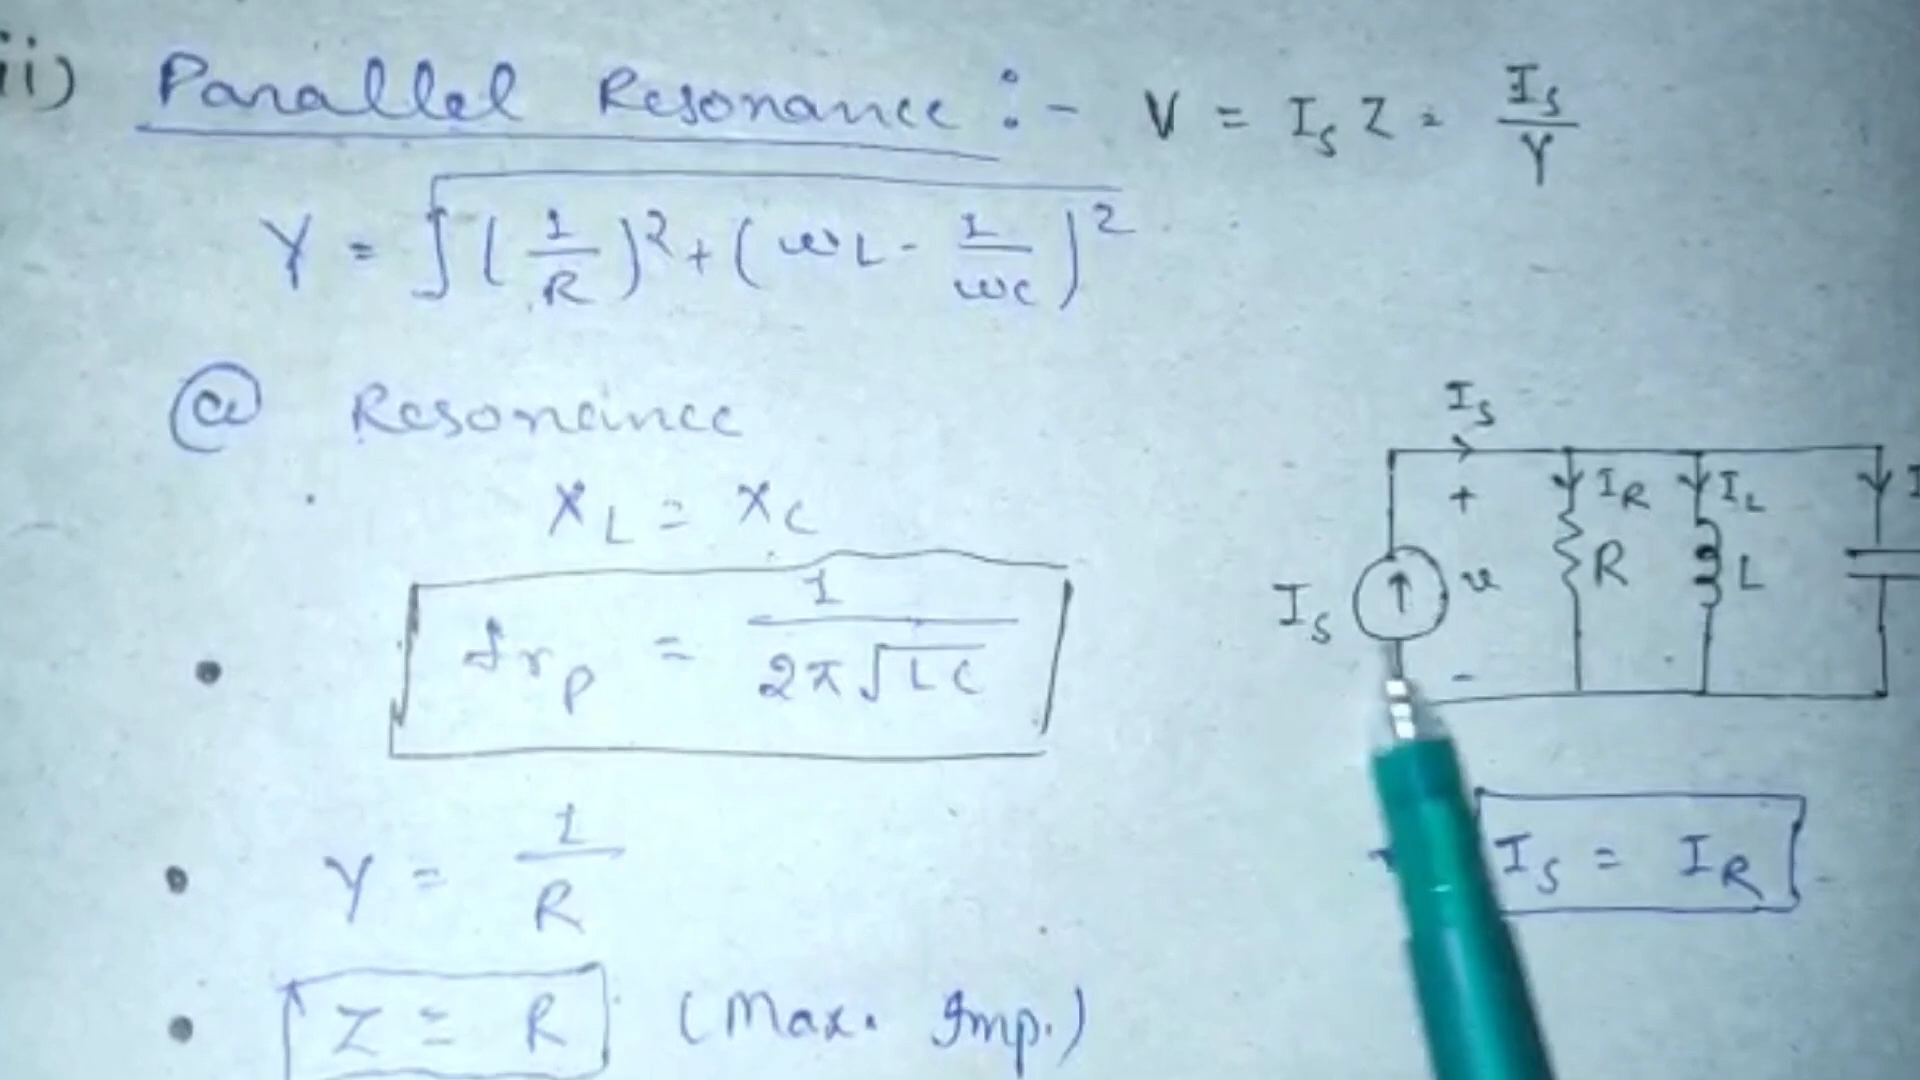 ii) Parallel Resonance :- V = I_S Z = I_S / Y
Y = √( (1/R)² + (ωL - 1/ωC)² )
@ Resonance
X_L = X_C
• f_rp = 1 / 2π√LC
• Y = 1/R
• Z = R (Max. Imp.)
I_S
+ I_R I_L I
I_S v R L
-
I_S = I_R